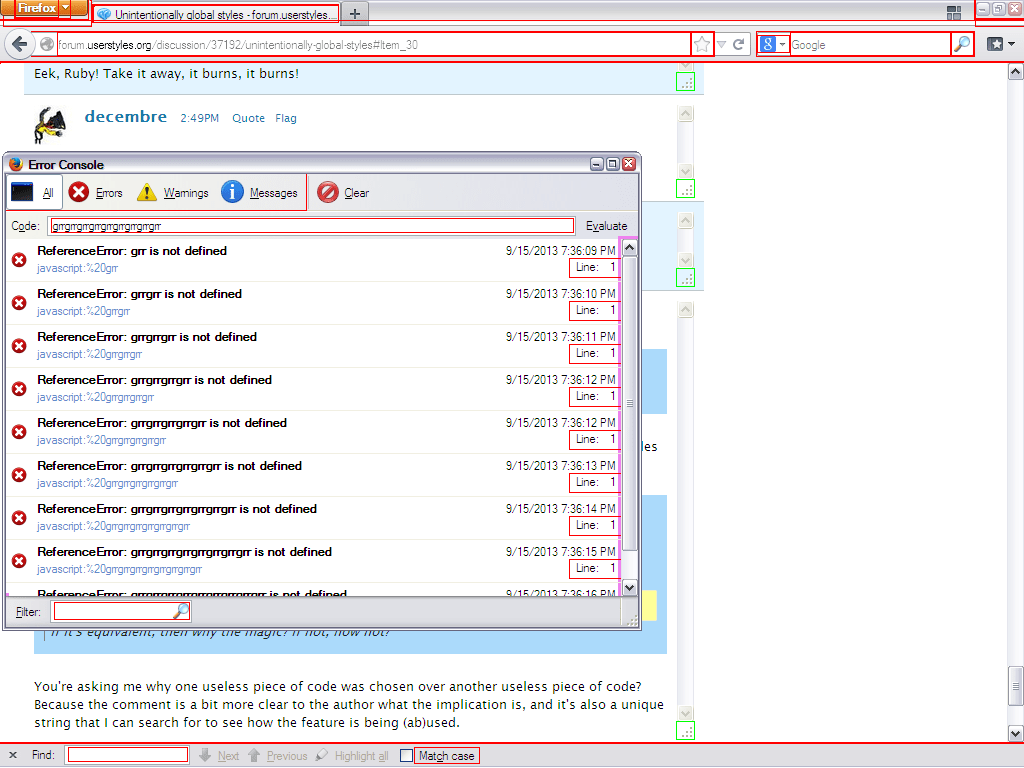 Firefox
Unintentionally global styles - forum.userstyles....
forum.userstyles.org/discussion/37192/unintentionally-global-styles#Item_30
Google
Eek, Ruby! Take it away, it burns, it burns!
decembre 2:49PM Quote Flag
Error Console
All Errors Warnings Messages Clear
Code: grrgrrgrrgrrgrrgrrgrrgrrgrr Evaluate
ReferenceError: grr is not defined 9/15/2013 7:36:09 PM
javascript:%20grr Line: 1
ReferenceError: grrgrr is not defined 9/15/2013 7:36:10 PM
javascript:%20grrgrr Line: 1
ReferenceError: grrgrrgrr is not defined 9/15/2013 7:36:11 PM
javascript:%20grrgrrgrr Line: 1
ReferenceError: grrgrrgrrgrr is not defined 9/15/2013 7:36:12 PM
javascript:%20grrgrrgrrgrr Line: 1
ReferenceError: grrgrrgrrgrrgrr is not defined 9/15/2013 7:36:12 PM
javascript:%20grrgrrgrrgrrgrr Line: 1
les
ReferenceError: grrgrrgrrgrrgrrgrr is not defined 9/15/2013 7:36:13 PM
javascript:%20grrgrrgrrgrrgrrgrr Line: 1
ReferenceError: grrgrrgrrgrrgrrgrrgrr is not defined 9/15/2013 7:36:14 PM
javascript:%20grrgrrgrrgrrgrrgrrgrr Line: 1
ReferenceError: grrgrrgrrgrrgrrgrrgrrgrr is not defined 9/15/2013 7:36:15 PM
javascript:%20grrgrrgrrgrrgrrgrrgrrgrr Line: 1
ReferenceError: grrgrrgrrgrrgrrgrrgrrgrrgrr is not defined 9/15/2013 7:36:16 PM
Filter:
If it's equivalent, then why the magic? If not, how not?
You're asking me why one useless piece of code was chosen over another useless piece of code?
Because the comment is a bit more clear to the author what the implication is, and it's also a unique
string that I can search for to see how the feature is being (ab)used.
Find: Next Previous Highlight all Match case